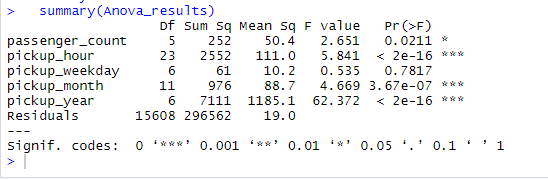 >   summary(Anova_results)
                   Df Sum Sq Mean Sq F value   Pr(>F)
passenger_count     5    252    50.4   2.651   0.0211 *
pickup_hour        23   2552   111.0   5.841  < 2e-16 ***
pickup_weekday      6     61    10.2   0.535   0.7817
pickup_month       11    976    88.7   4.669 3.67e-07 ***
pickup_year         6   7111  1185.1  62.372  < 2e-16 ***
Residuals       15608 296562    19.0
---
Signif. codes:  0 ‘***’ 0.001 ‘**’ 0.01 ‘*’ 0.05 ‘.’ 0.1 ‘ ’ 1
>